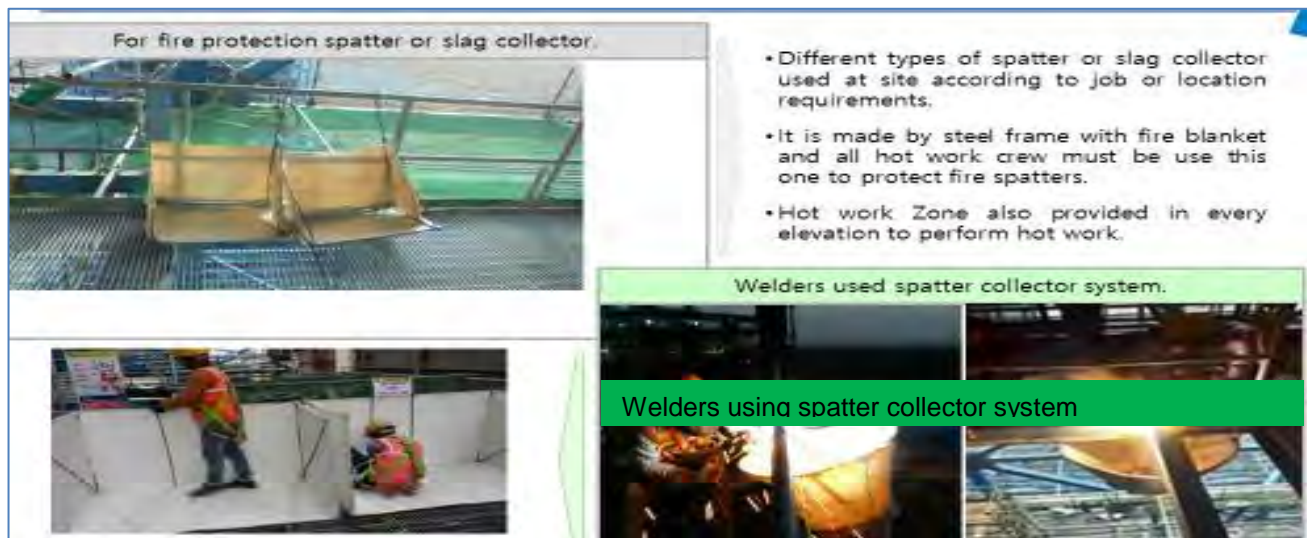 For fire protection spatter or slag collector.
• Different types of spatter or slag collector
used at site according to job or location
requirements.
• It is made by steel frame with fire blanket
and all hot work crew must be use this
one to protect fire spatters.
• Hot work Zone also provided in every
elevation to perform hot work.
Welders used spatter collector system.
Welders using spatter collector system